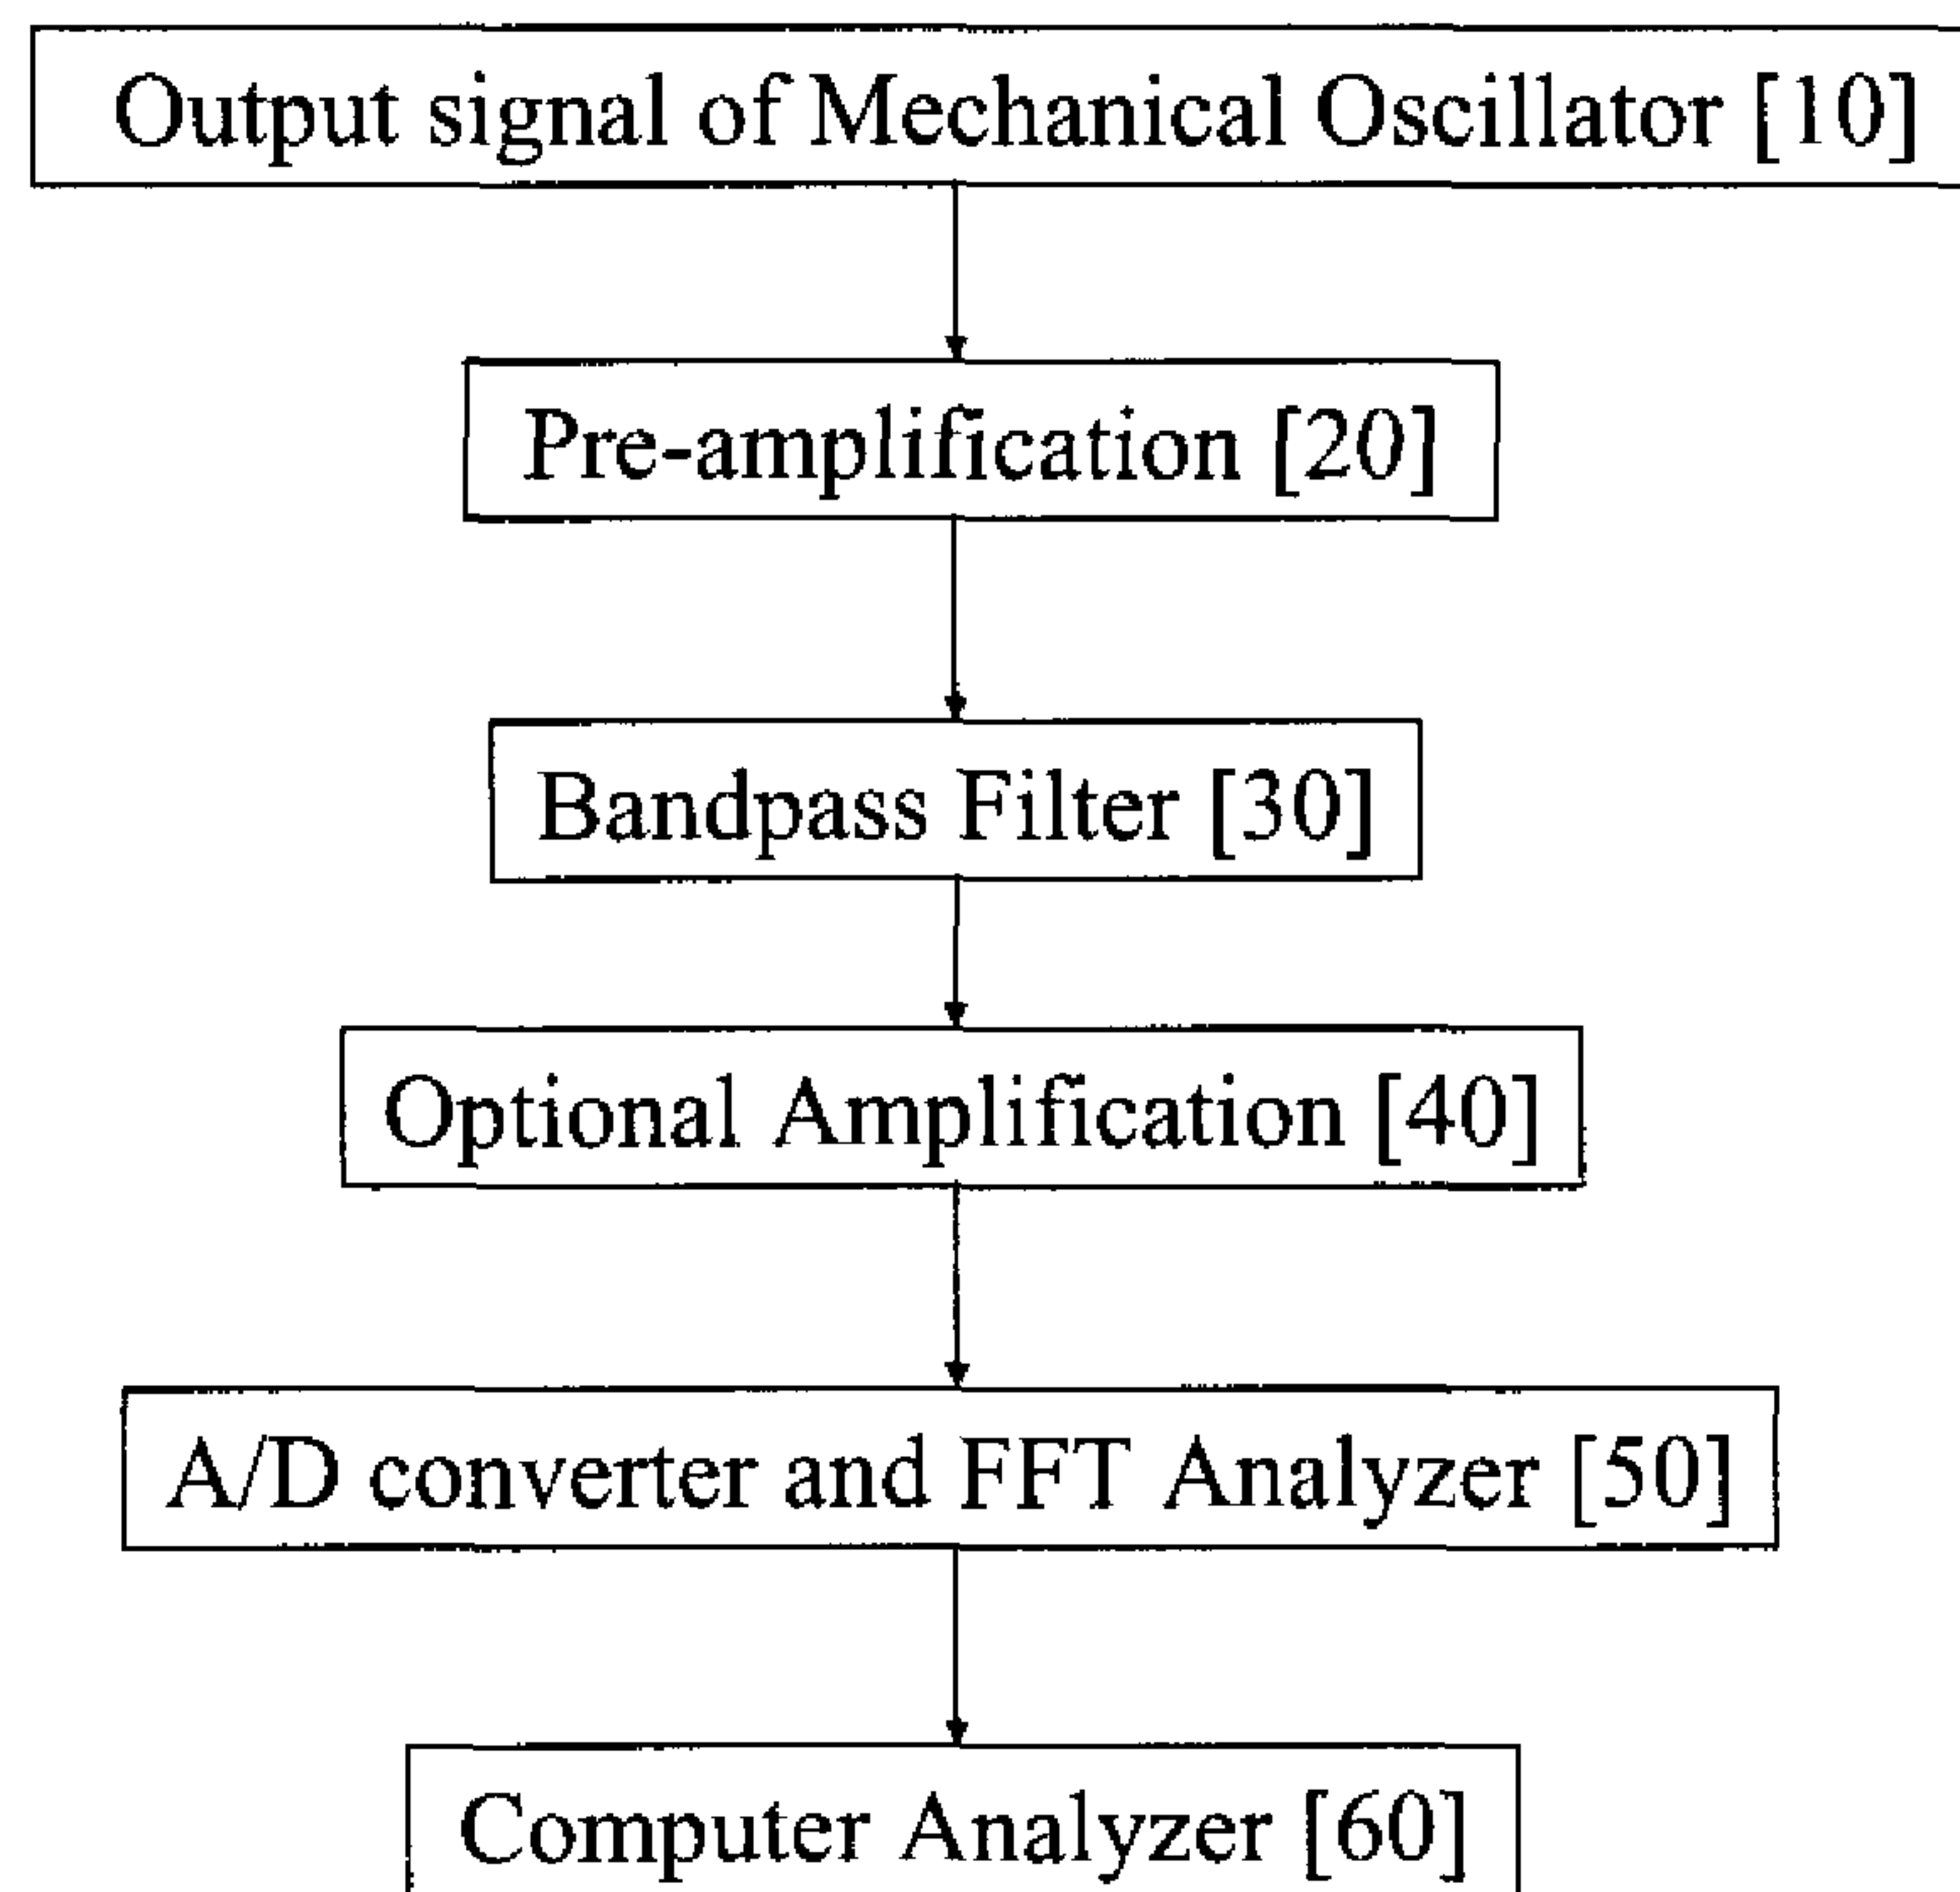 Output signal of Mechanical Oscillator [10]
Pre-amplification [20]
Bandpass Filter [30]
Optional Amplification [40]
A/D converter and FFT Analyzer [50]
Computer Analyzer [60]